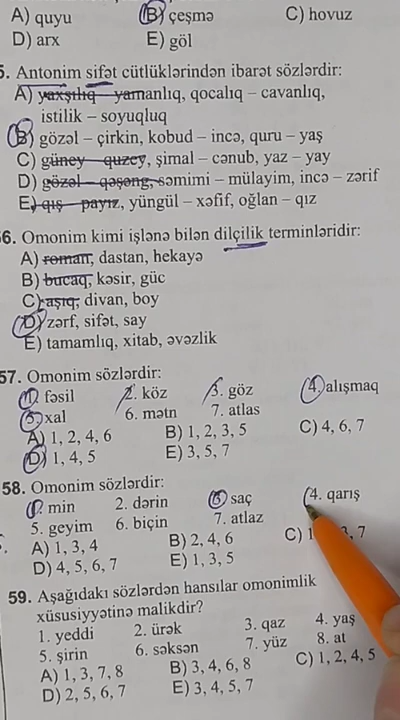 A) quyu B) çeşmə C) hovuz
D) arx E) göl
5. Antonim sifət cütlüklərindən ibarət sözlərdir:
A) yaxşılıq – yamanlıq, qocalıq – cavanlıq,
istilik – soyuqluq
B) gözəl – çirkin, kobud – incə, quru – yaş
C) güney – quzey, şimal – cənub, yaz – yay
D) gözəl – qəşəng, səmimi – mülayim, incə – zərif
E) qış – payız, yüngül – xəfif, oğlan – qız
56. Omonim kimi işlənə bilən dilçilik terminləridir:
A) roman, dastan, hekayə
B) bucaq, kəsir, güc
C) aşıq, divan, boy
D) zərf, sifət, say
E) tamamlıq, xitab, əvəzlik
57. Omonim sözlərdir:
1. fəsil 2. köz 3. göz 4. alışmaq
5. xal 6. mətn 7. atlas
A) 1, 2, 4, 6 B) 1, 2, 3, 5 C) 4, 6, 7
D) 1, 4, 5 E) 3, 5, 7
58. Omonim sözlərdir:
1. min 2. dərin 3. saç 4. qarış
5. geyim 6. biçin 7. atlaz
A) 1, 3, 4 B) 2, 4, 6 C) 1 3, 7
D) 4, 5, 6, 7 E) 1, 3, 5
59. Aşağıdakı sözlərdən hansılar omonimlik
xüsusiyyətinə malikdir?
1. yeddi 2. ürək 3. qaz 4. yaş
5. şirin 6. səksən 7. yüz 8. at
A) 1, 3, 7, 8 B) 3, 4, 6, 8 C) 1, 2, 4, 5
D) 2, 5, 6, 7 E) 3, 4, 5, 7